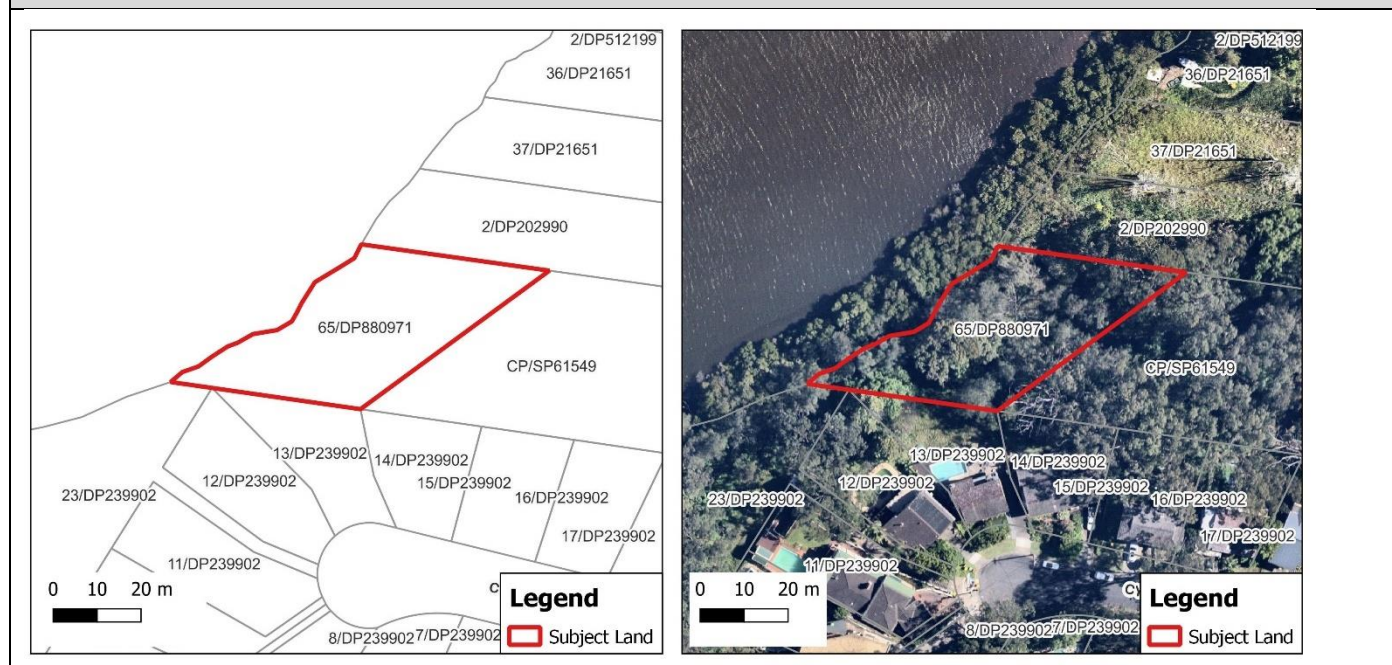 2/DP512199
36/DP21651
37/DP21651
2/DP202990
65/DP880971
CP/SP61549
13/DP239902
14/DP239902
12/DP239902
15/DP239902
23/DP239902
16/DP239902
17/DP239902
11/DP239902
8/DP239902
7/DP239902
0 10 20 m
Legend
Subject Land
2/DP512199
36/DP21651
37/DP21651
2/DP202990
65/DP880971
CP/SP61549
13/DP239902
14/DP239902
12/DP239902
15/DP239902
23/DP239902
16/DP239902
17/DP239902
11/DP239902
8/DP239902
7/DP239902
0 10 20 m
Legend
Subject Land